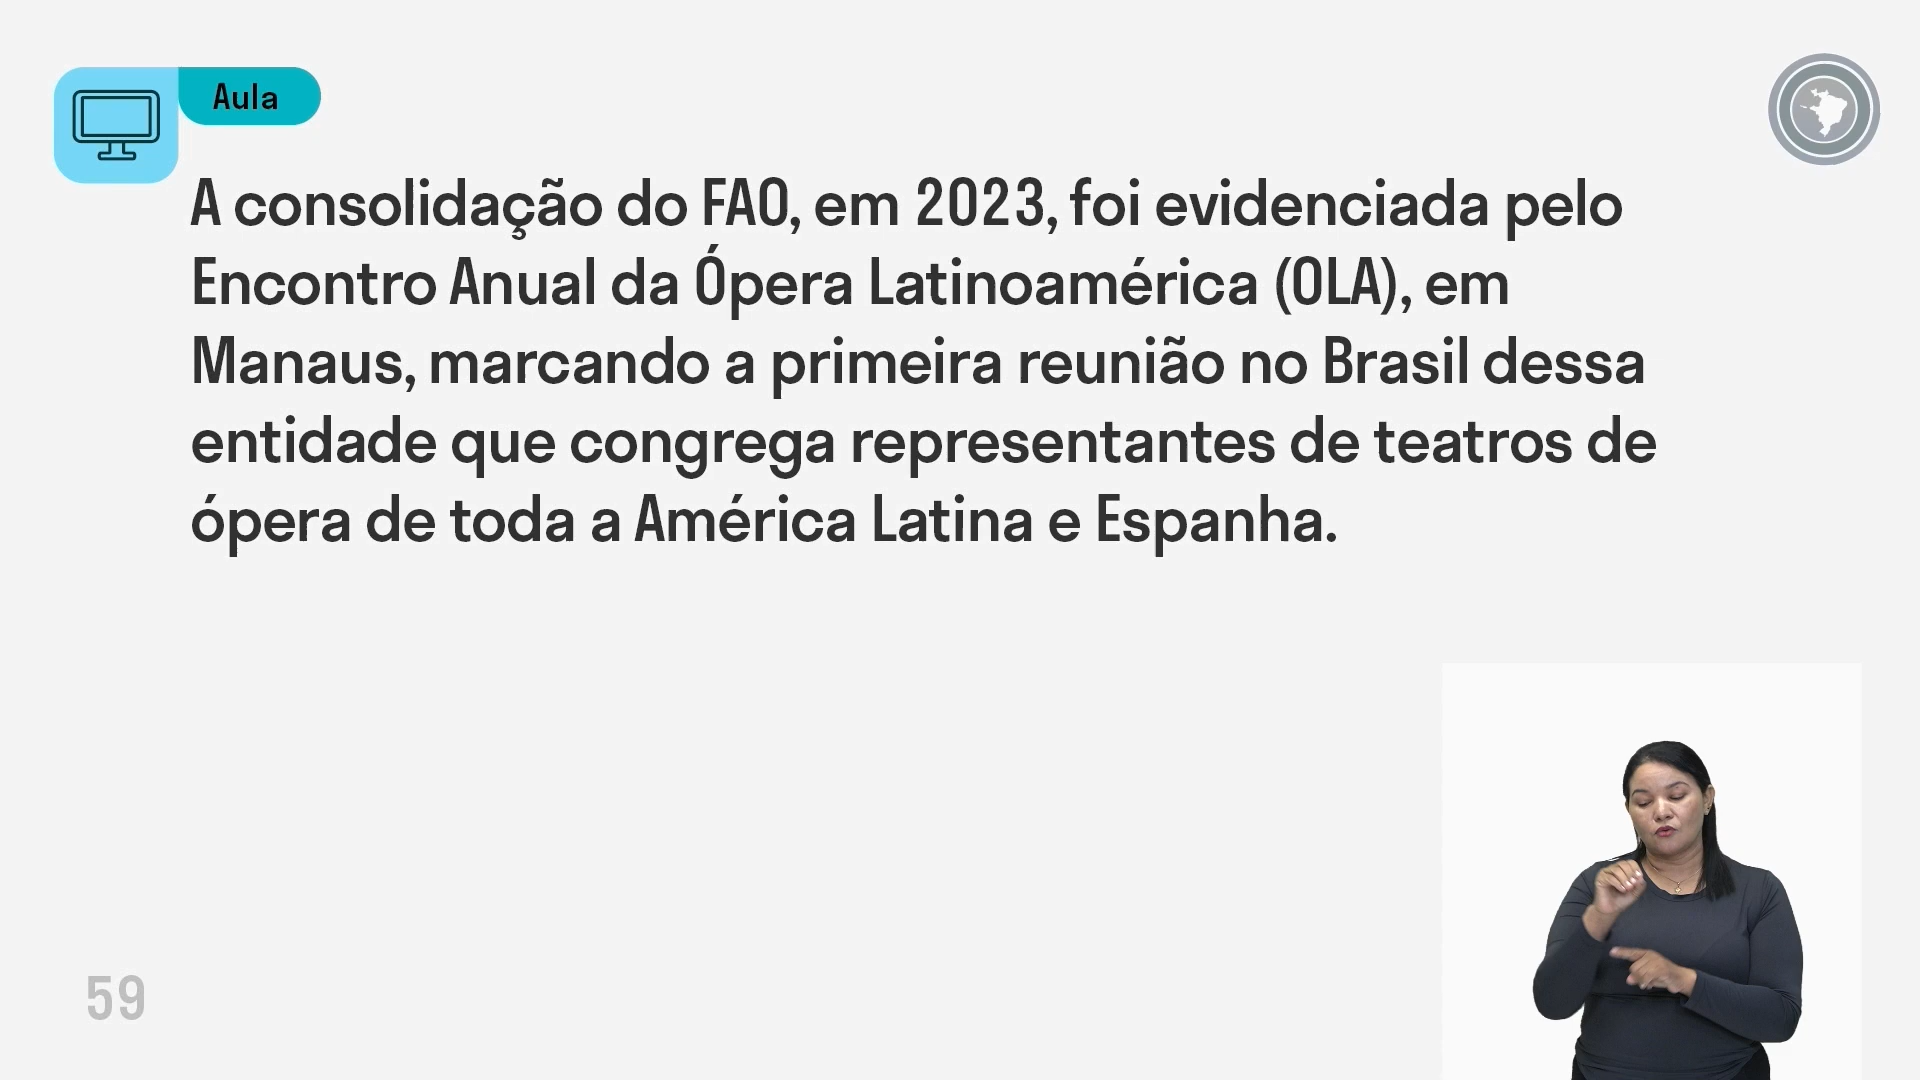 Aula
A consolidação do FAO, em 2023, foi evidenciada pelo
Encontro Anual da Ópera Latinoamérica (OLA), em
Manaus, marcando a primeira reunião no Brasil dessa
entidade que congrega representantes de teatros de
ópera de toda a América Latina e Espanha.
59